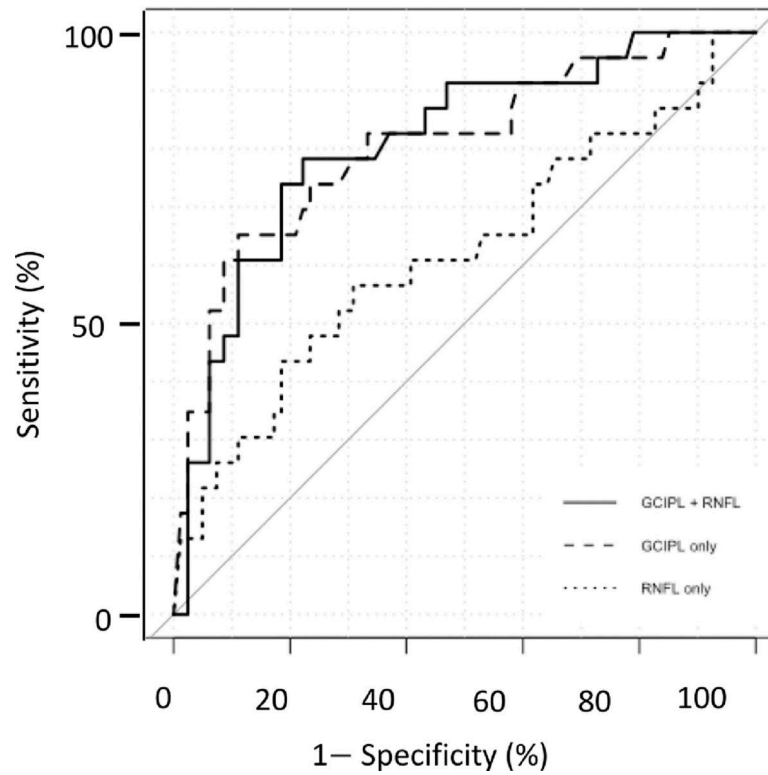 100
50
0
Sensitivity (%)
GCIPL + RNFL
GCIPL only
RNFL only
0 20 40 60 80 100
1— Specificity (%)